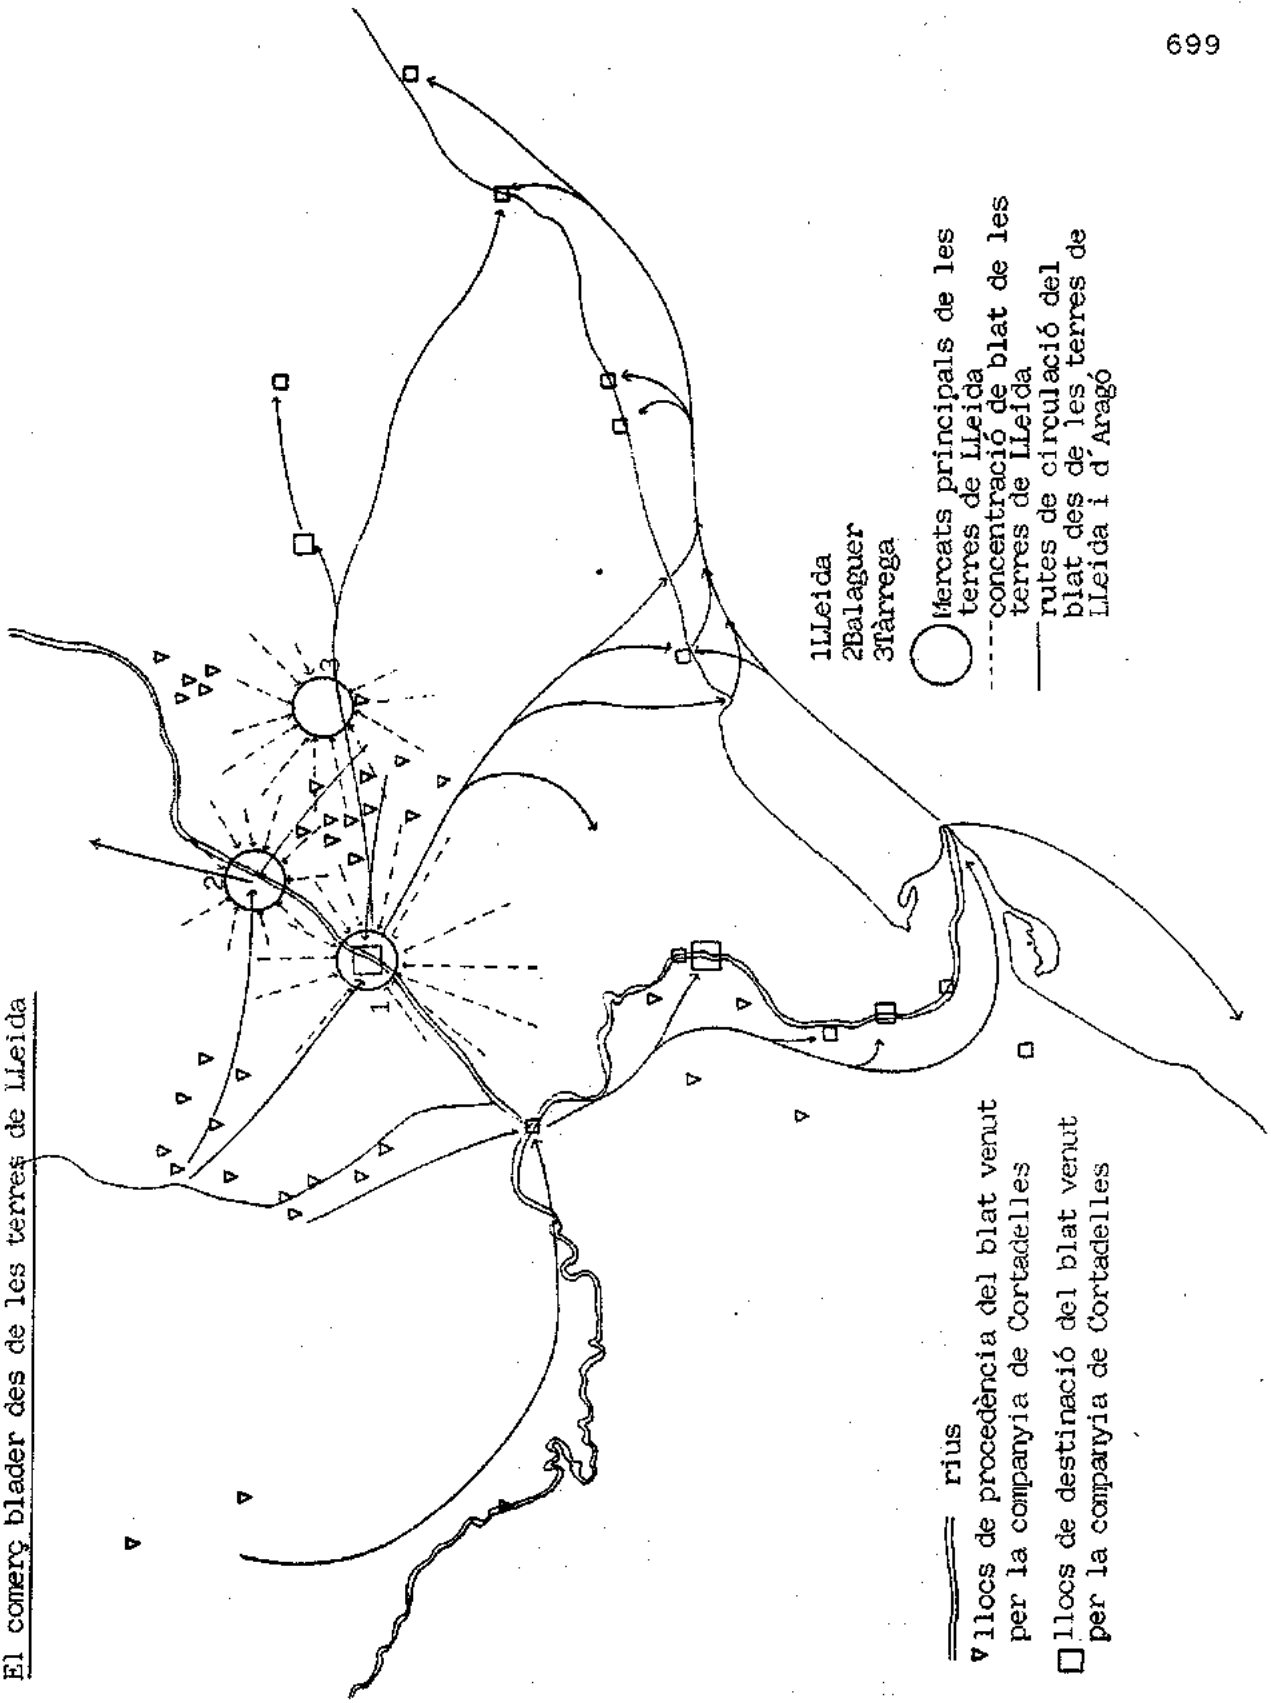 699
El comerç blader des de les terres de Lleida
1
2
3
1LLeida
2Balaguer
3Tàrrega
Mercats principals de les
terres de LLeida
concentració de blat de les
terres de LLeida
rutes de circulació del
blat des de les terres de
LLeida i d'Aragó
rius
llocs de procedència del blat venut
per la companyia de Cortadelles
llocs de destinació del blat venut
per la companyia de Cortadelles